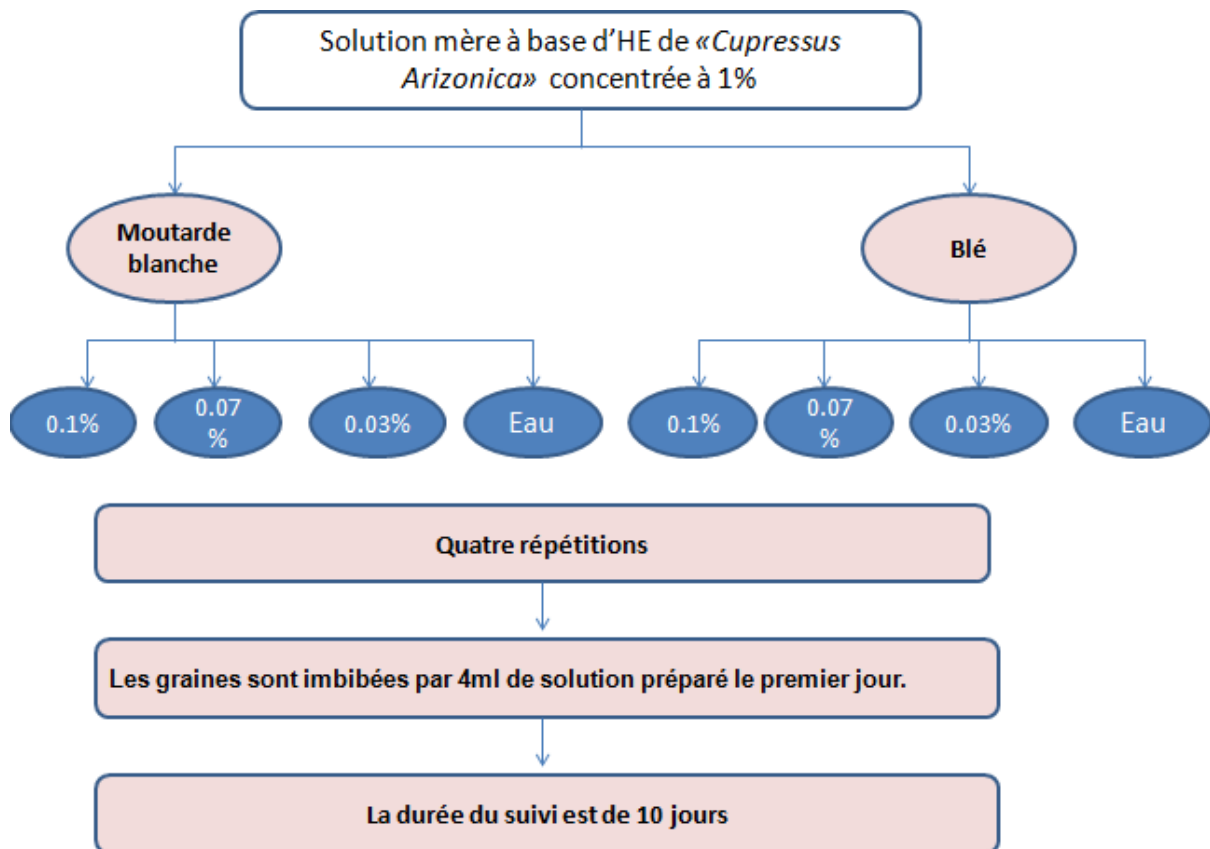 Solution mère à base d’HE de «Cupressus
Arizonica» concentrée à 1%
Moutarde
blanche
Blé
0.1%
0.07
%
0.03%
Eau
0.1%
0.07
%
0.03%
Eau
Quatre répétitions
Les graines sont imbibées par 4ml de solution préparé le premier jour.
La durée du suivi est de 10 jours